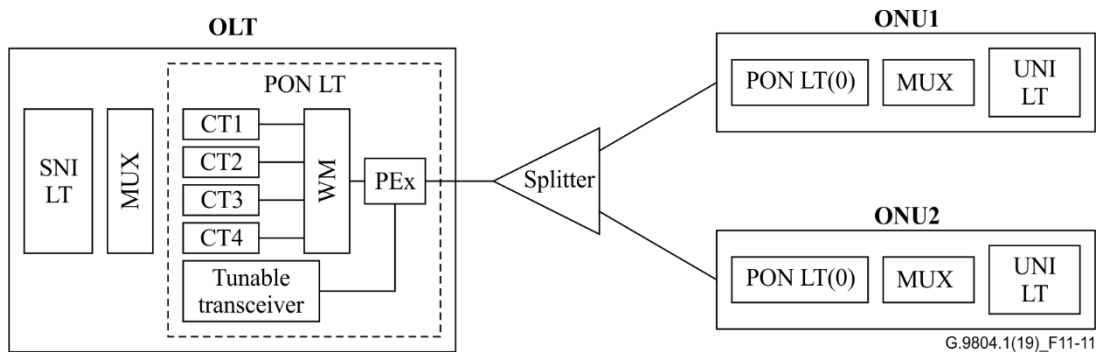 OLT
PON LT
SNI
LT
MUX
CT1
CT2
CT3
CT4
WM
PEx
Tunable
transceiver
Splitter
ONU1
PON LT(0)
MUX
UNI
LT
ONU2
PON LT(0)
MUX
UNI
LT
G.9804.1(19)_F11-11